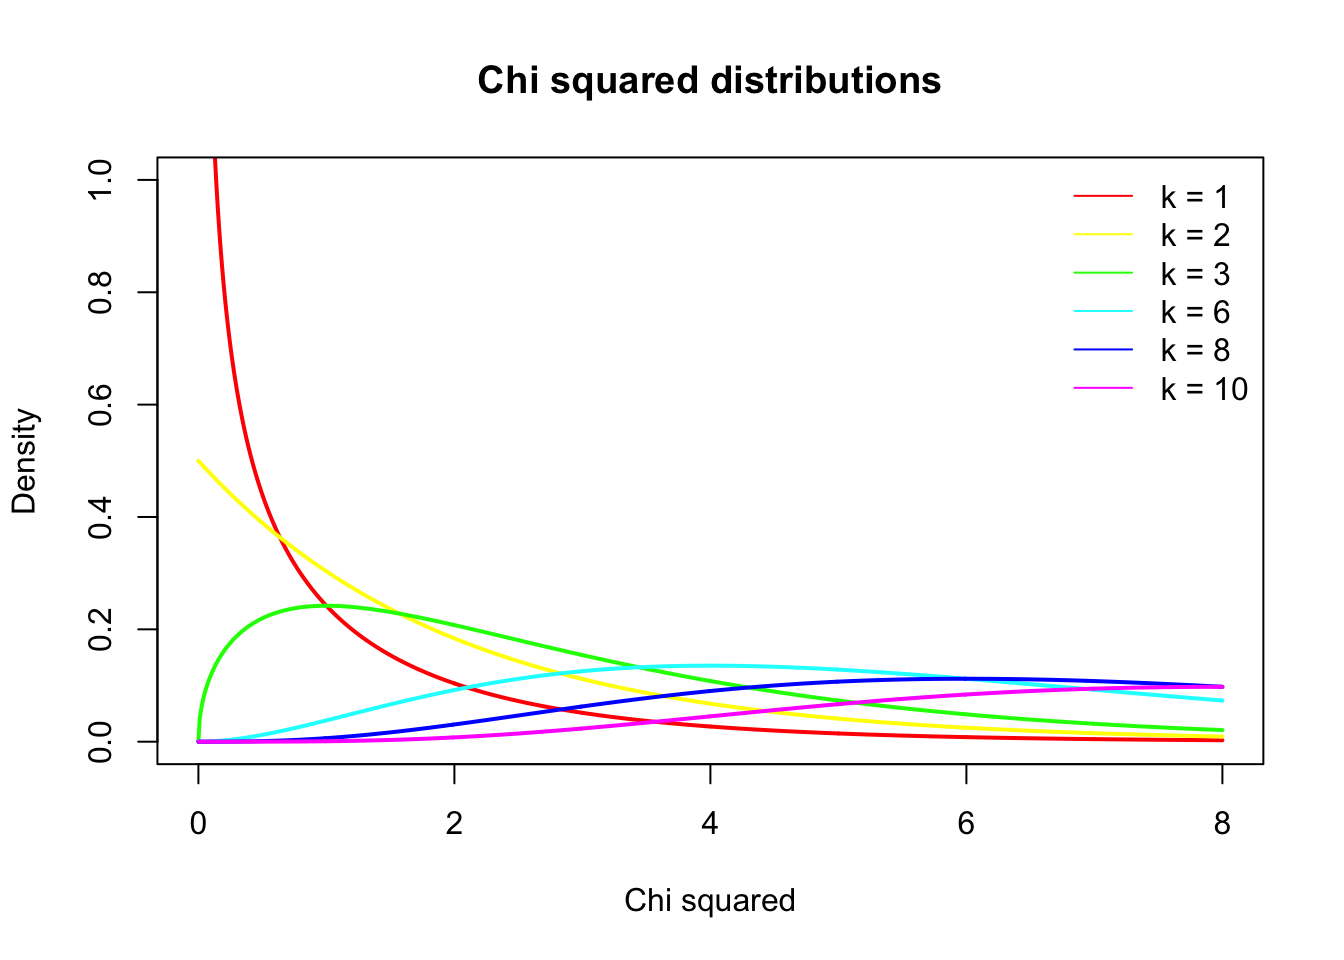 Chi squared distributions
1.0
0.8
0.6
0.4
0.2
0.0
Density
k = 1
k = 2
k = 3
k = 6
k = 8
k = 10
0 2 4 6 8
Chi squared